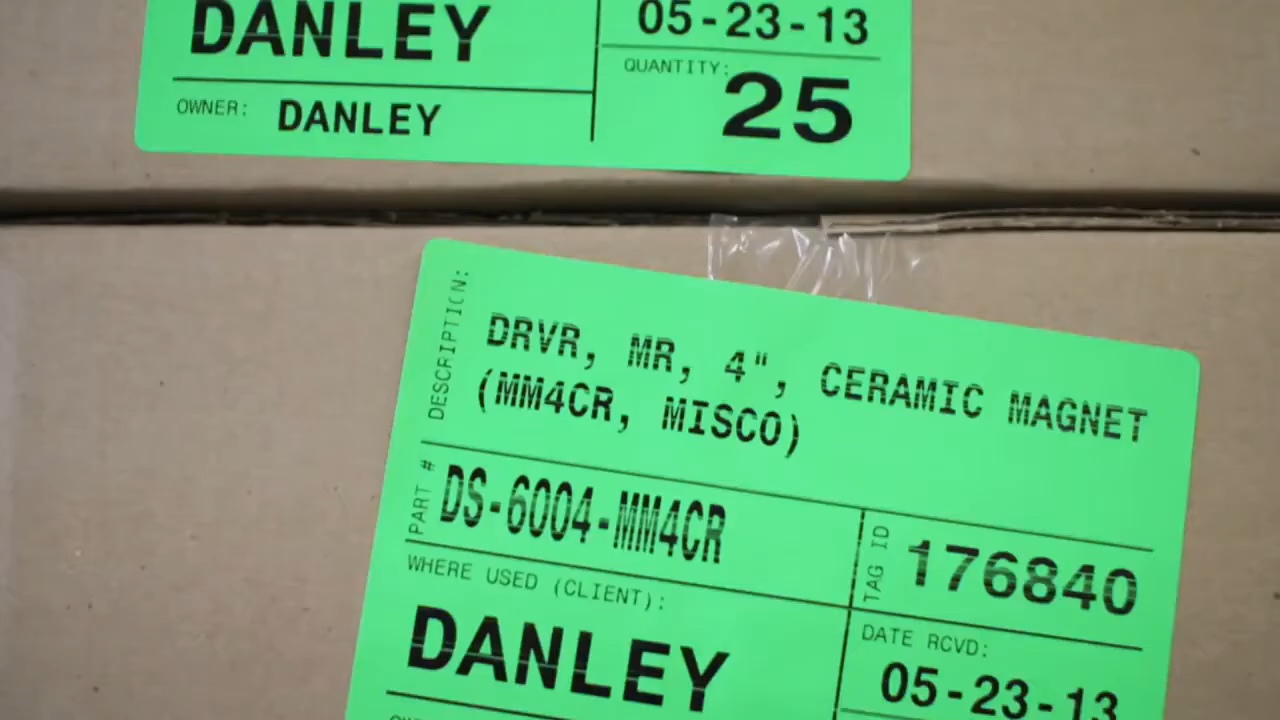 DANLEY
05-23-13
QUANTITY: 25
OWNER: DANLEY
DESCRIPTION:
DRVR, MR, 4", CERAMIC MAGNET
(MM4CR, MISCO)
PART # DS-6004-MM4CR
TAG ID 176840
WHERE USED (CLIENT):
DANLEY
DATE RCVD:
05-23-13